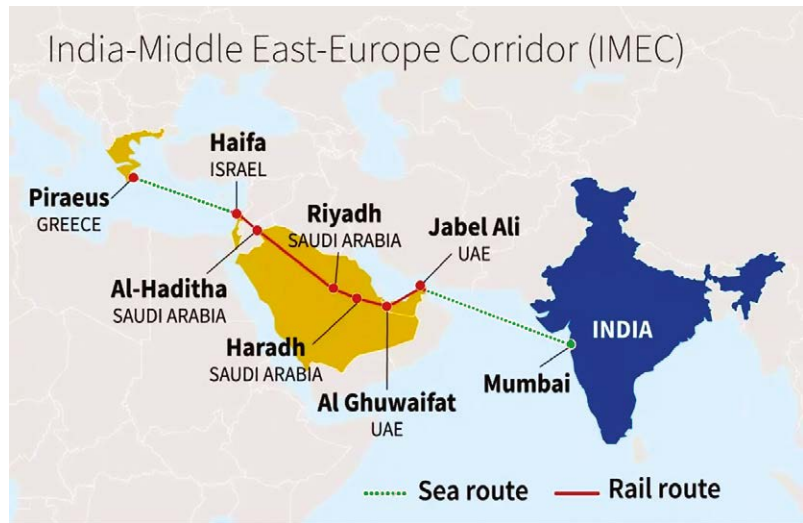 India-Middle East-Europe Corridor (IMEC)
Haifa
ISRAEL
Piraeus
GREECE
Riyadh
SAUDI ARABIA
Jabel Ali
UAE
Al-Haditha
SAUDI ARABIA
Haradh
SAUDI ARABIA
Al Ghuwaifat
UAE
INDIA
Mumbai
Sea route
Rail route